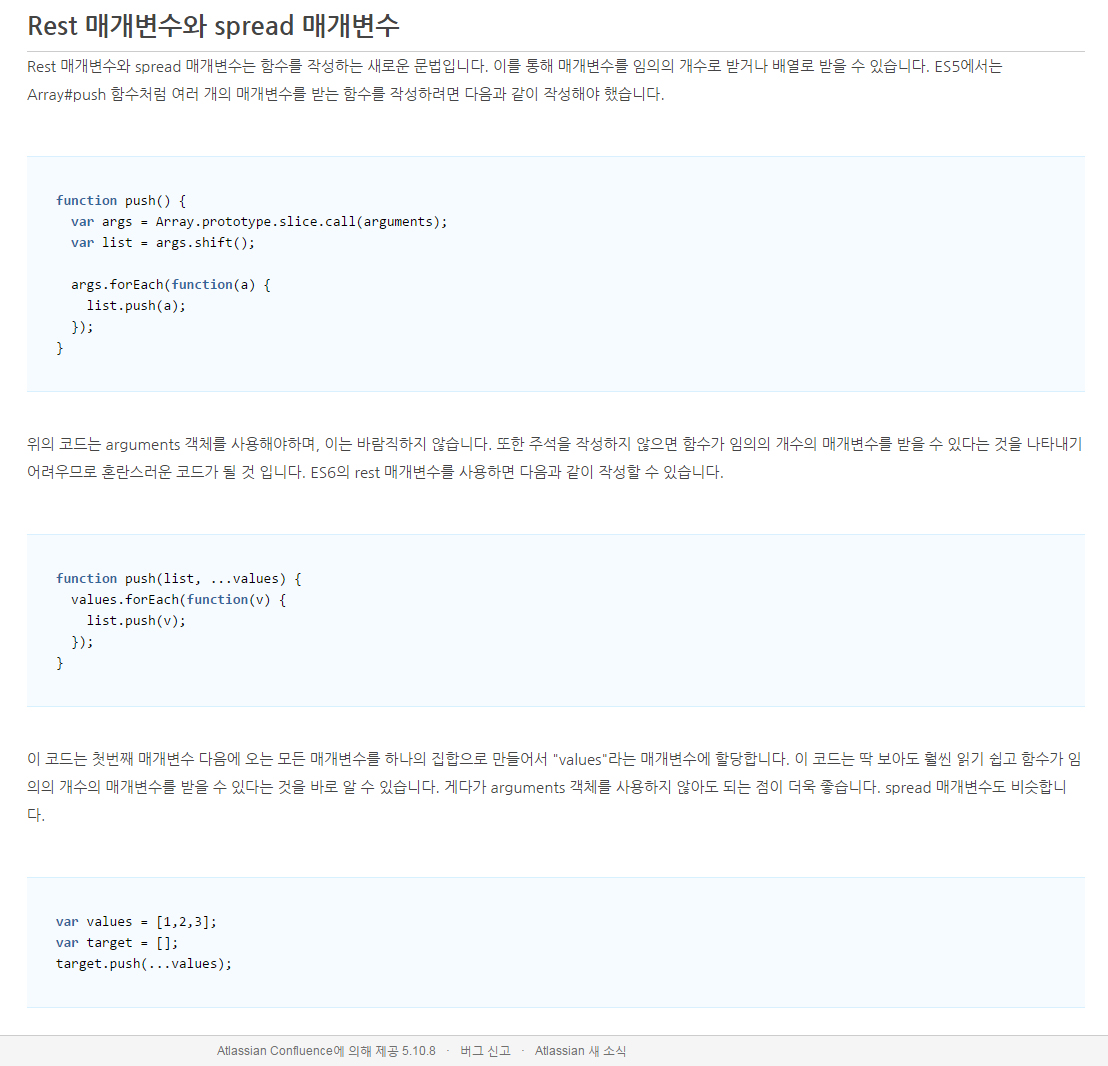 Rest 매개변수와 spread 매개변수
Rest 매개변수와 spread 매개변수는 함수를 작성하는 새로운 문법입니다. 이를 통해 매개변수를 임의의 개수로 받거나 배열로 받을 수 있습니다. ES5에서는
Array#push 함수처럼 여러 개의 매개변수를 받는 함수를 작성하려면 다음과 같이 작성해야 했습니다.
function push() {
  var args = Array.prototype.slice.call(arguments);
  var list = args.shift();
  args.forEach(function(a) {
    list.push(a);
  });
}
위의 코드는 arguments 객체를 사용해야하며, 이는 바람직하지 않습니다. 또한 주석을 작성하지 않으면 함수가 임의의 개수의 매개변수를 받을 수 있다는 것을 나타내기
어려우므로 혼란스러운 코드가 될 것 입니다. ES6의 rest 매개변수를 사용하면 다음과 같이 작성할 수 있습니다.
function push(list, ...values) {
  values.forEach(function(v) {
    list.push(v);
  });
}
이 코드는 첫번째 매개변수 다음에 오는 모든 매개변수를 하나의 집합으로 만들어서 "values"라는 매개변수에 할당합니다. 이 코드는 딱 보아도 훨씬 읽기 쉽고 함수가 임
의의 개수의 매개변수를 받을 수 있다는 것을 바로 알 수 있습니다. 게다가 arguments 객체를 사용하지 않아도 되는 점이 더욱 좋습니다. spread 매개변수도 비슷합니
다.
var values = [1,2,3];
var target = [];
target.push(...values);
Atlassian Confluence에 의해 제공 5.10.8 · 버그 신고 · Atlassian 새 소식